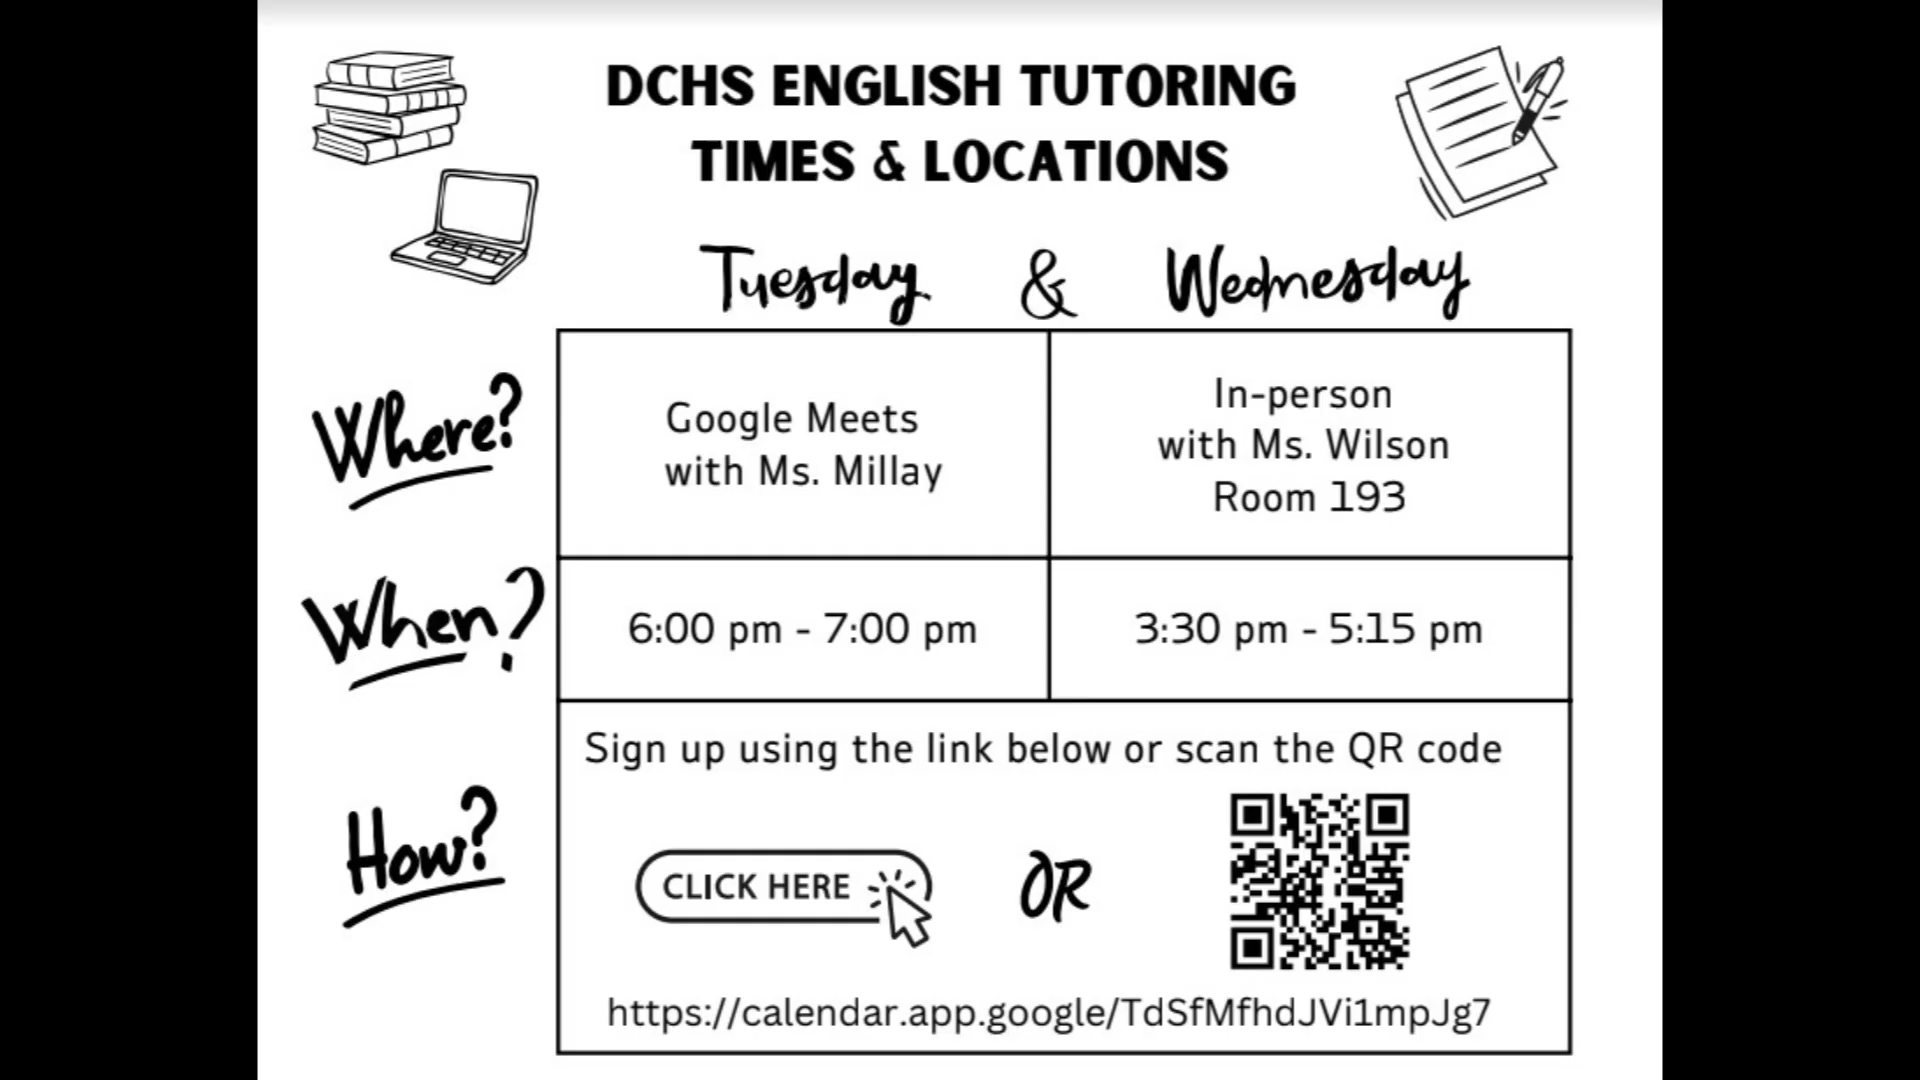 DCHS ENGLISH TUTORING
TIMES & LOCATIONS
Tuesday & Wednesday
Where?
Google Meets
with Ms. Millay
In-person
with Ms. Wilson
Room 193
When?
6:00 pm - 7:00 pm
3:30 pm - 5:15 pm
How?
Sign up using the link below or scan the QR code
CLICK HERE
OR
https://calendar.app.google/TdSfMfhdJVi1mpJg7